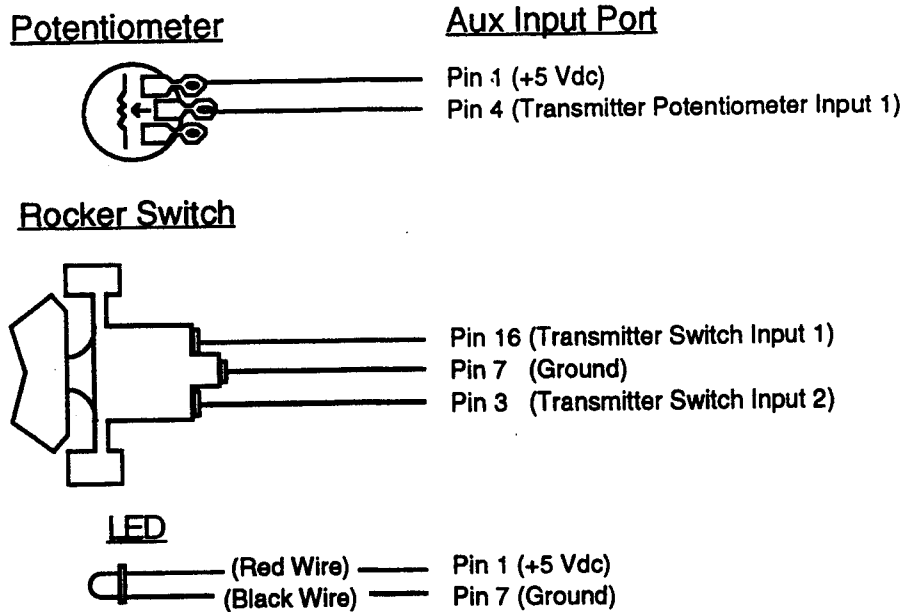 Potentiometer
Aux Input Port
Pin 1 (+5 Vdc)
Pin 4 (Transmitter Potentiometer Input 1)
Rocker Switch
Pin 16 (Transmitter Switch Input 1)
Pin 7 (Ground)
Pin 3 (Transmitter Switch Input 2)
LED
(Red Wire) Pin 1 (+5 Vdc)
(Black Wire) Pin 7 (Ground)